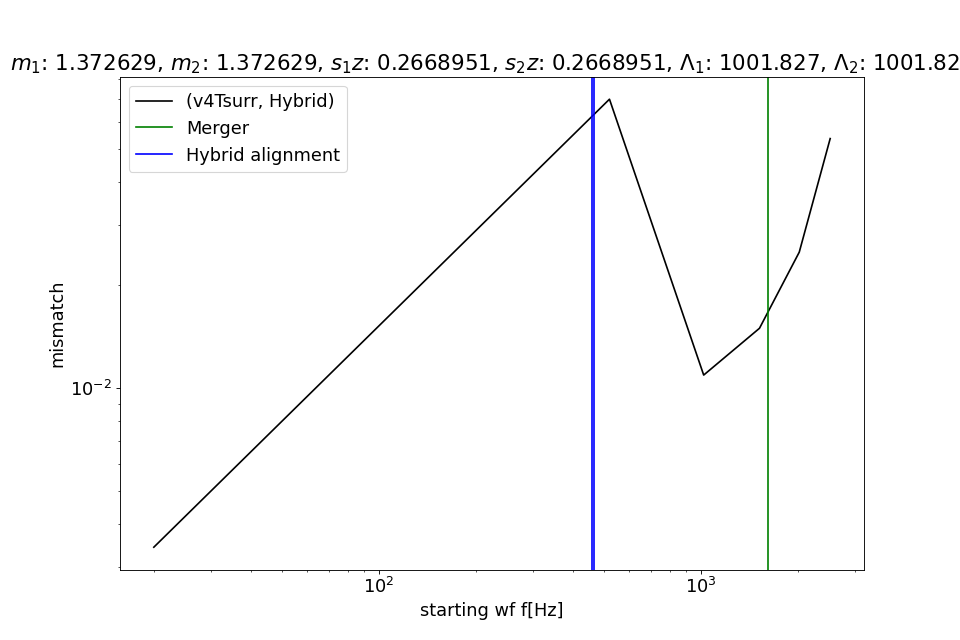 m₁: 1.372629, m₂: 1.372629, s₁z: 0.2668951, s₂z: 0.2668951, Λ₁: 1001.827, Λ₂: 1001.82
(v4Tsurr, Hybrid)
Merger
Hybrid alignment
mismatch
10⁻²
10² 10³
starting wf f[Hz]